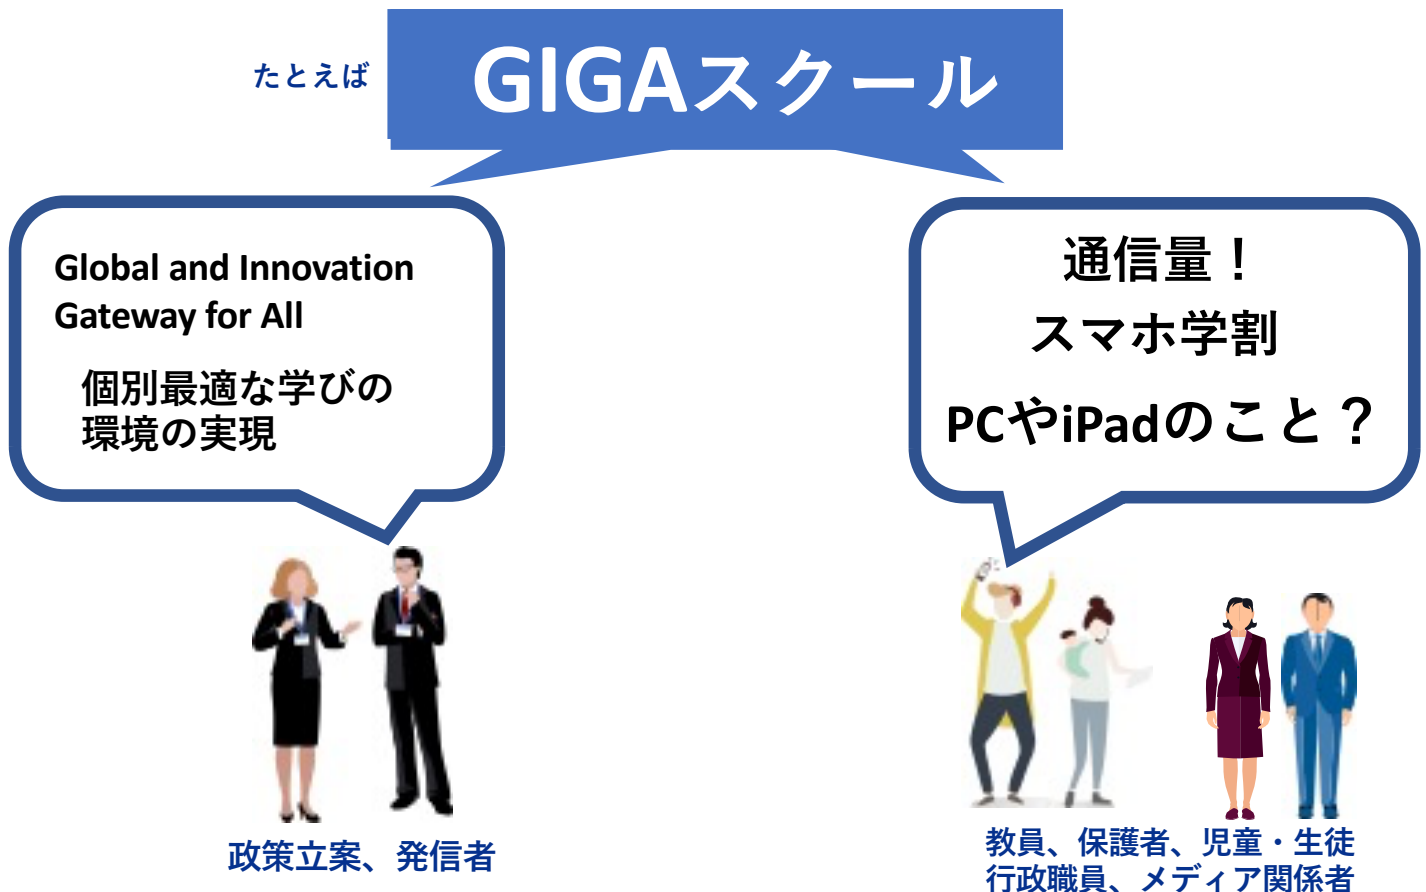 たとえば
GIGAスクール
Global and Innovation
Gateway for All
個別最適な学びの
環境の実現
通信量！
スマホ学割
PCやiPadのこと？
政策立案、発信者
教員、保護者、児童・生徒
行政職員、メディア関係者